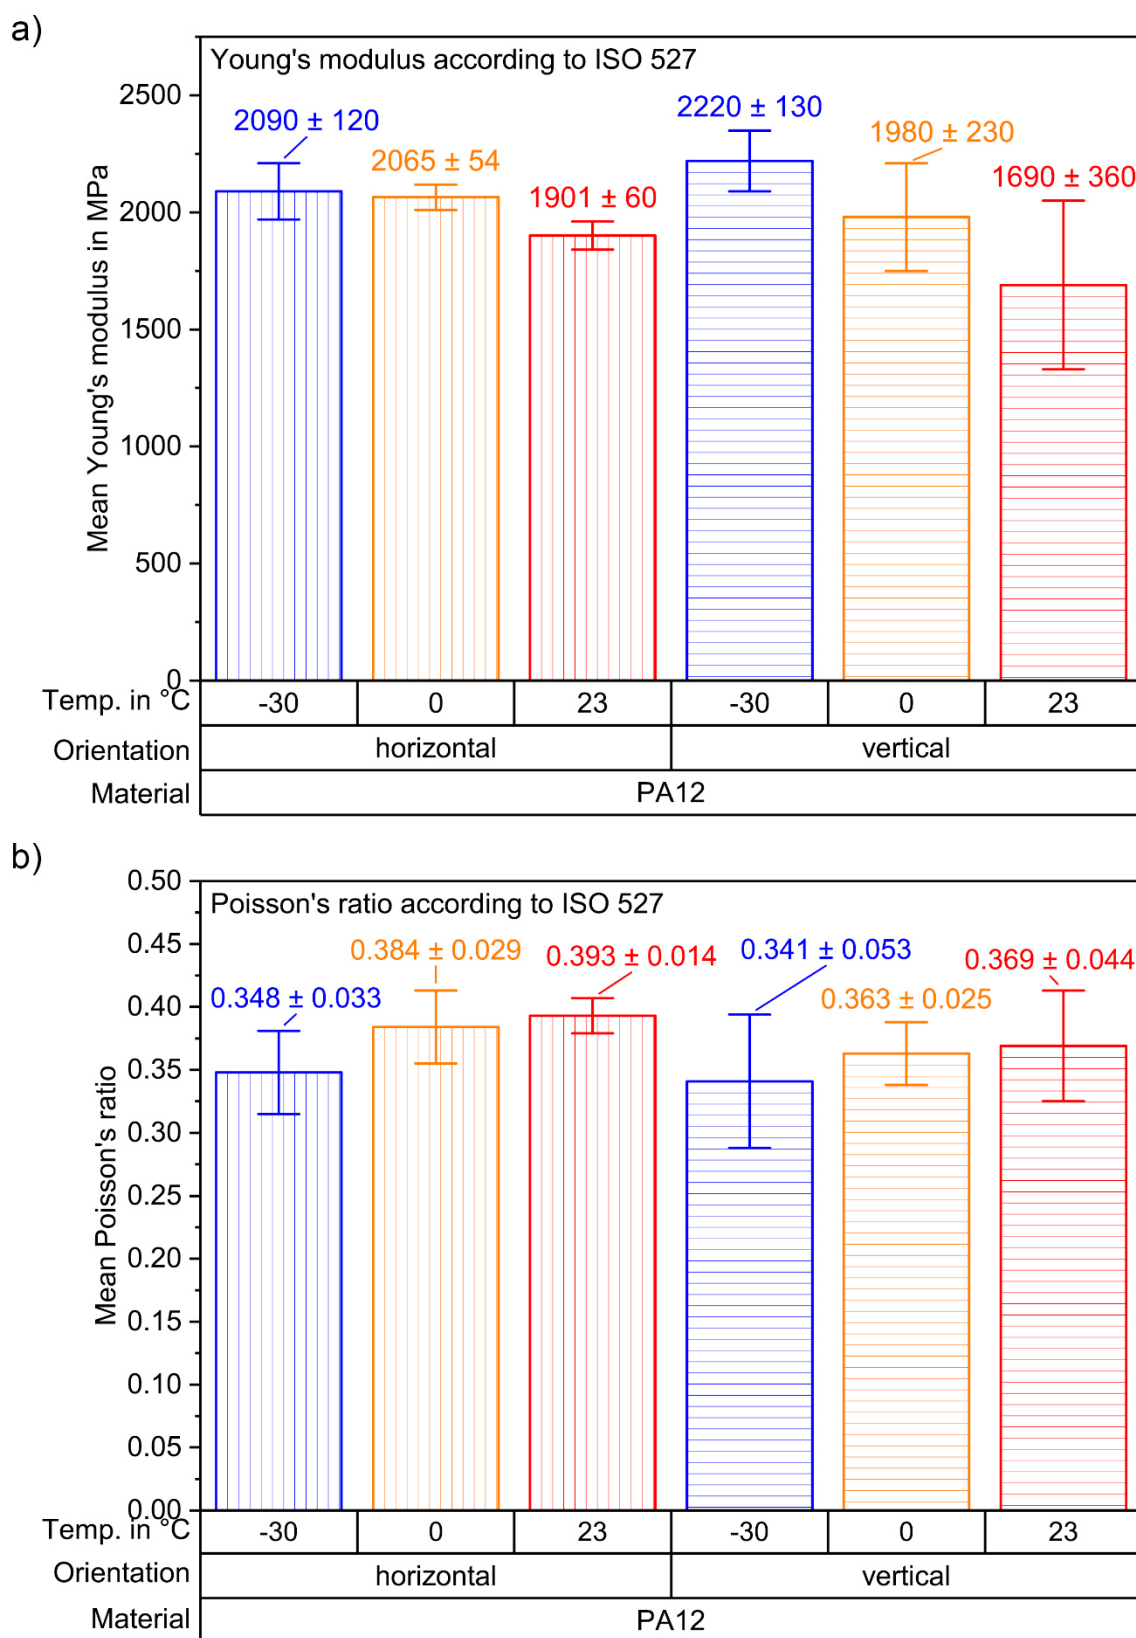 a)
Young's modulus according to ISO 527
Mean Young's modulus in MPa
2500
2000
1500
1000
500
0
2090 ± 120
2065 ± 54
1901 ± 60
2220 ± 130
1980 ± 230
1690 ± 360
Temp. in °C -30 0 23 -30 0 23
Orientation horizontal vertical
Material PA12
b)
Poisson's ratio according to ISO 527
Mean Poisson's ratio
0.50
0.45
0.40
0.35
0.30
0.25
0.20
0.15
0.10
0.05
0.00
0.348 ± 0.033
0.384 ± 0.029
0.393 ± 0.014
0.341 ± 0.053
0.363 ± 0.025
0.369 ± 0.044
Temp. in °C -30 0 23 -30 0 23
Orientation horizontal vertical
Material PA12